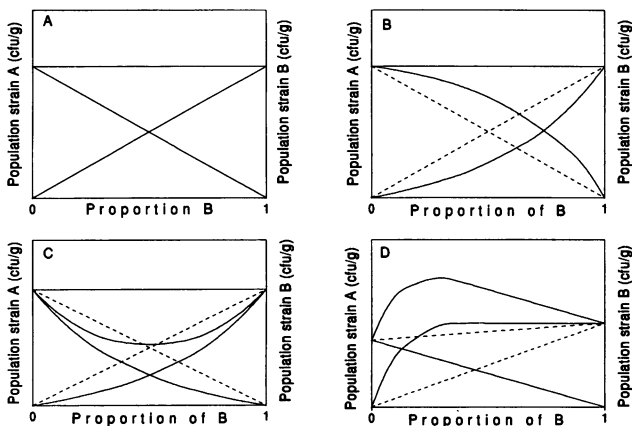 A
Population strain A (cfu/g)
Population strain B (cfu/g)
0
Proportion B
1
B
Population strain A (cfu/g)
Population strain B (cfu/g)
0
Proportion of B
1
C
Population strain A (cfu/g)
Population strain B (cfu/g)
0
Proportion of B
1
D
Population strain A (cfu/g)
Population strain B (cfu/g)
0
Proportion of B
1